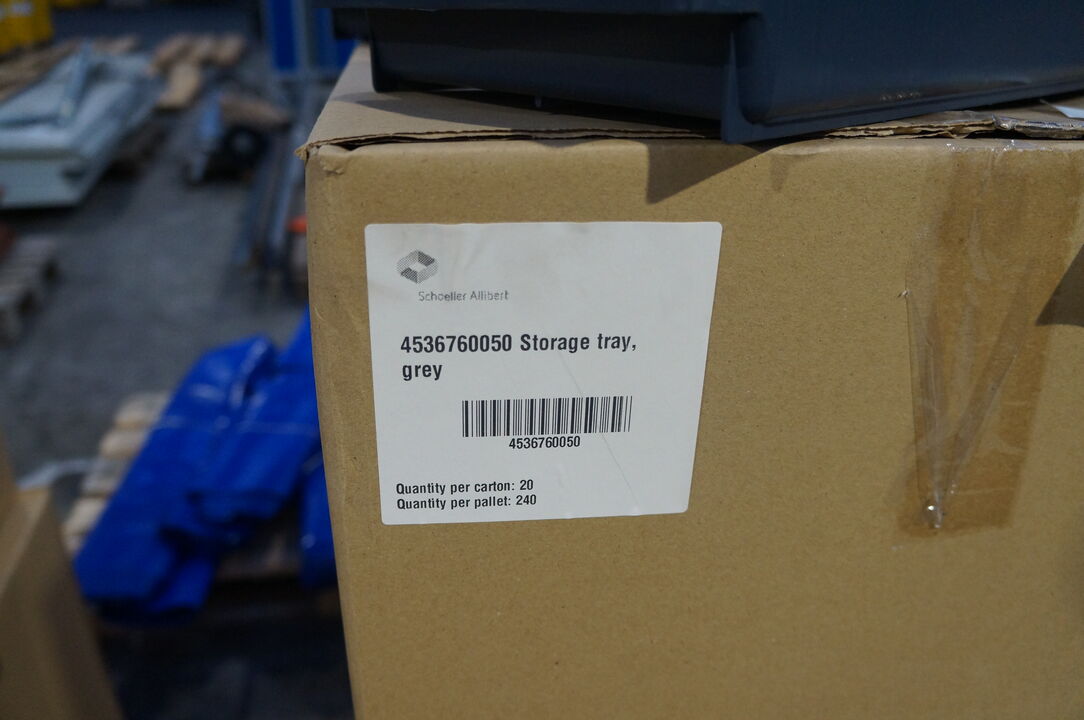 Schoeller Allibert
4536760050 Storage tray,
grey
4536760050
Quantity per carton: 20
Quantity per pallet: 240